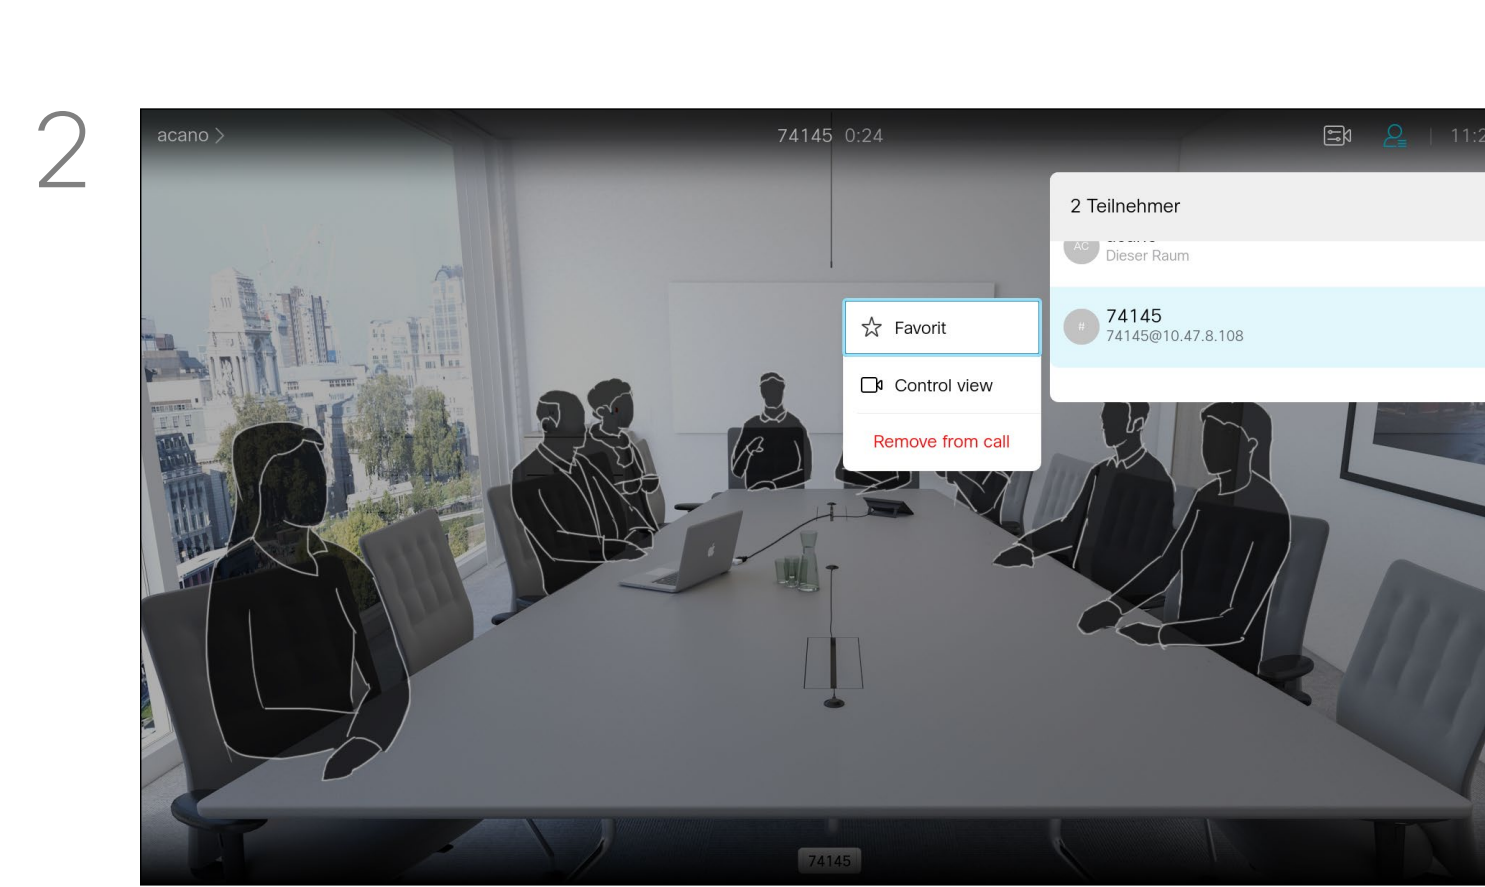 2
acano
74145 0:24
2 Teilnehmer
AC
Dieser Raum
#
74145
74145@10.47.8.108
Favorit
Control view
Remove from call
74145